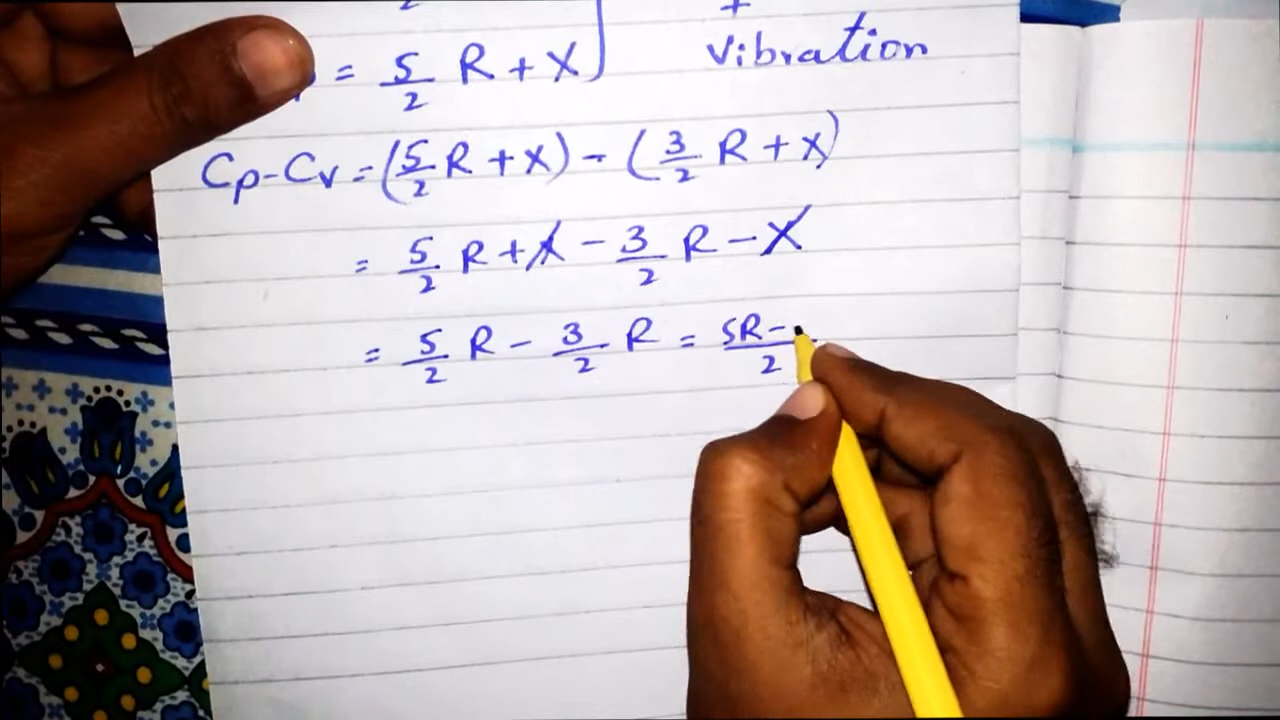 = 5/2 R + X +
Vibration
Cp - Cv = (5/2 R + X) - (3/2 R + X)
= 5/2 R + X - 3/2 R - X
= 5/2 R - 3/2 R = 5R - /2